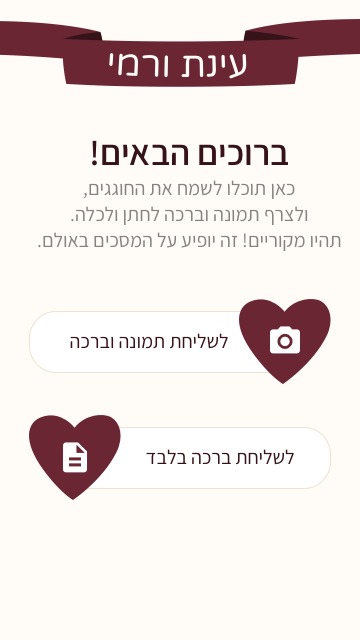 עינת ורמי
ברוכים הבאים!
כאן תוכלו לשמח את החוגגים,
ולצרף תמונה וברכה לחתן ולכלה.
תהיו מקוריים! זה יופיע על המסכים באולם.
לשליחת תמונה וברכה
לשליחת ברכה בלבד